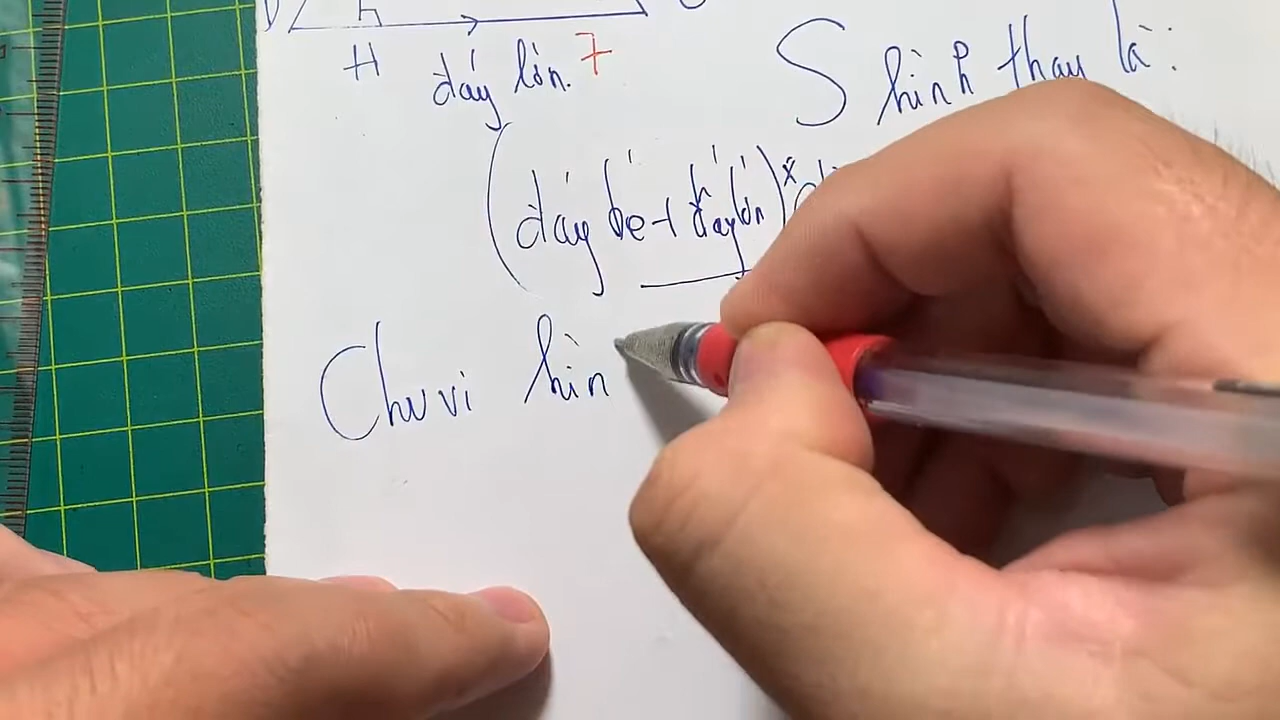 H đáy lớn. 7
S hình thang là:
(đáy bé + đáy lớn) x
Chu vi hìn